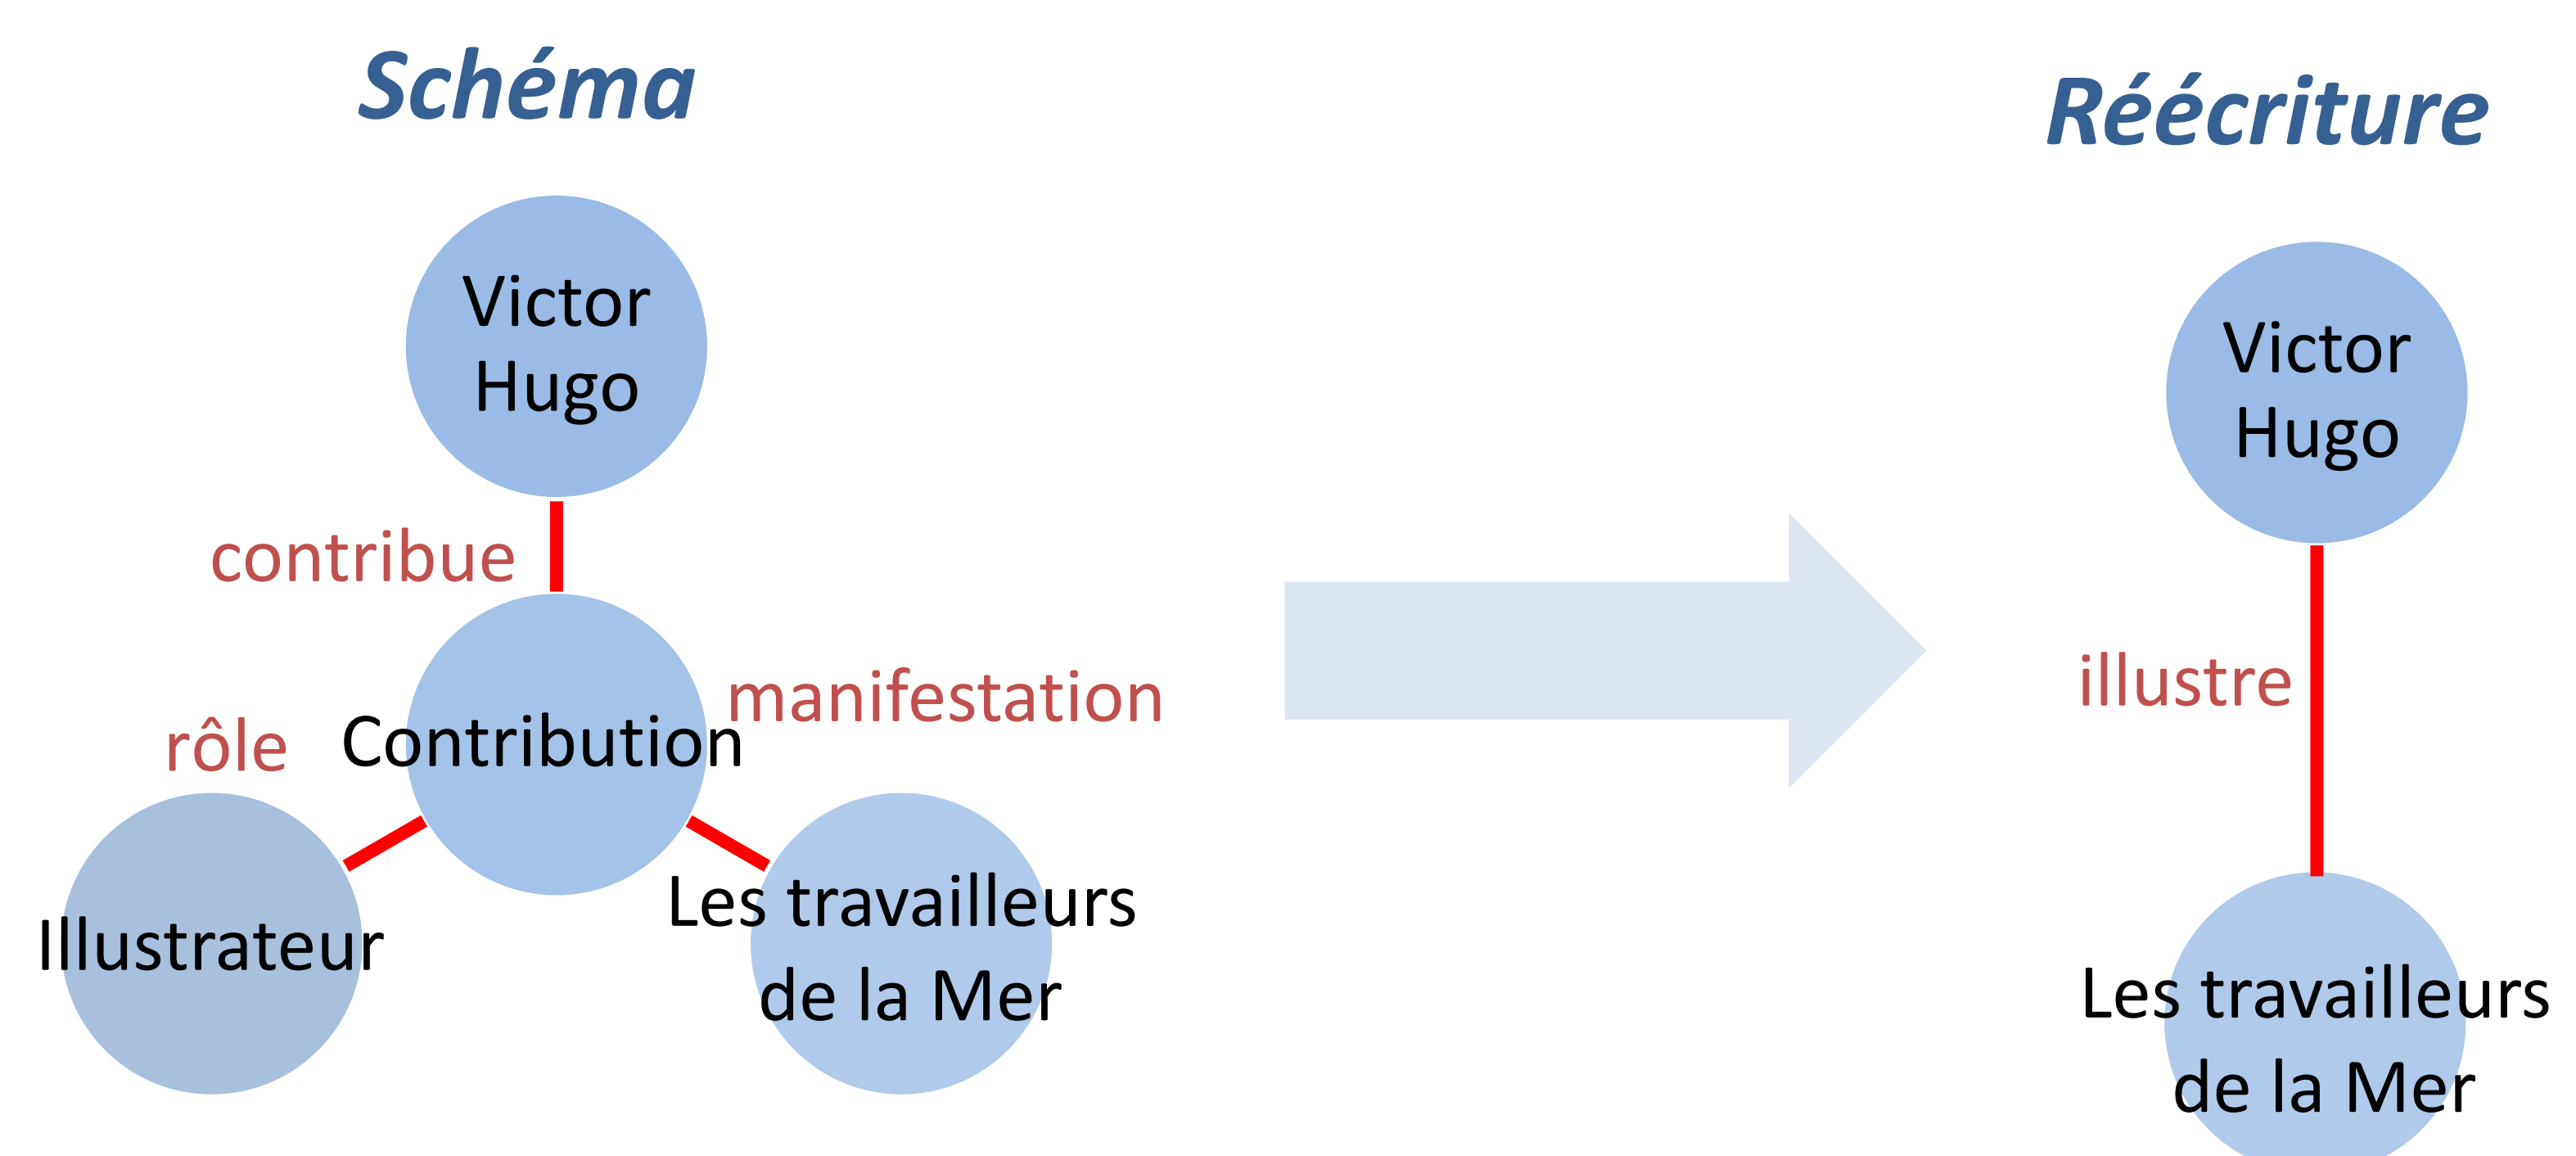 Schéma
Victor
Hugo
contribue
manifestation
rôle
Contribution
Les travailleurs
de la Mer
Illustrateur
Réécriture
Victor
Hugo
illustre
Les travailleurs
de la Mer